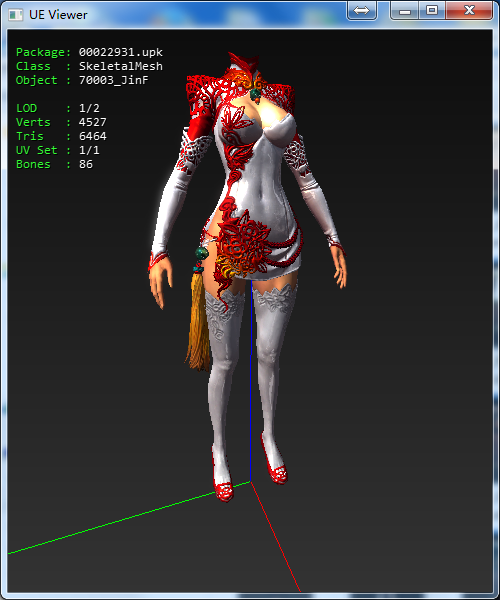 UE Viewer
Package: 00022931.upk
Class : SkeletalMesh
Object : 70003_JinF
LOD : 1/2
Verts : 4527
Tris : 6464
UV Set : 1/1
Bones : 86